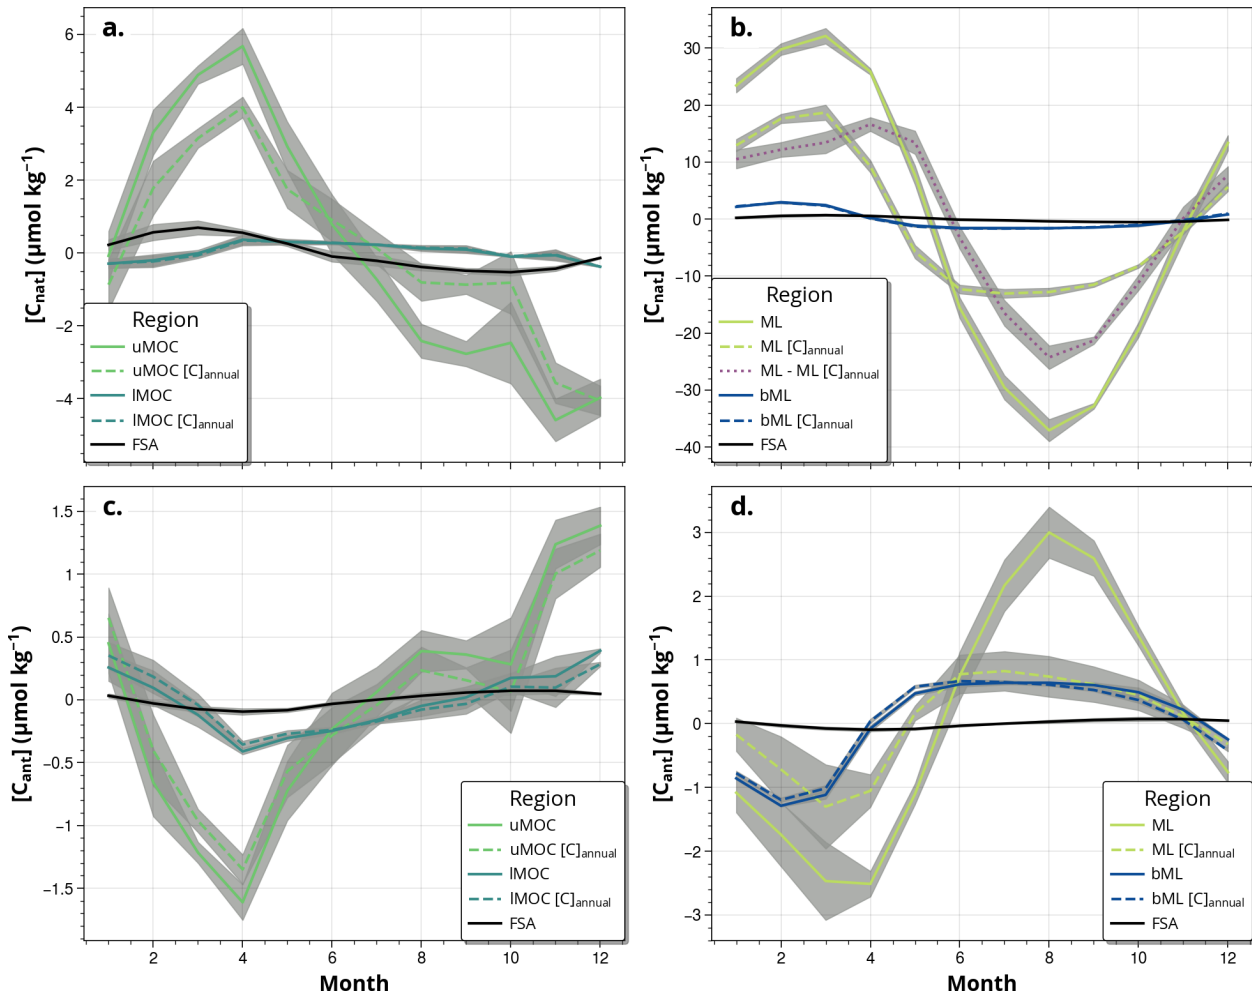 a.
6
4
2
0
−2
−4
[Cnat] (μmol kg−1)
Region
uMOC
uMOC [C]annual
lMOC
lMOC [C]annual
FSA
b.
30
20
10
0
−10
−20
−30
−40
[Cnat] (μmol kg−1)
Region
ML
ML [C]annual
ML - ML [C]annual
bML
bML [C]annual
FSA
c.
1.5
1
0.5
0
−0.5
−1
−1.5
[Cant] (μmol kg−1)
Region
uMOC
uMOC [C]annual
lMOC
lMOC [C]annual
FSA
2 4 6 8 10 12
Month
d.
3
2
1
0
−1
−2
−3
[Cant] (μmol kg−1)
Region
ML
ML [C]annual
bML
bML [C]annual
FSA
2 4 6 8 10 12
Month